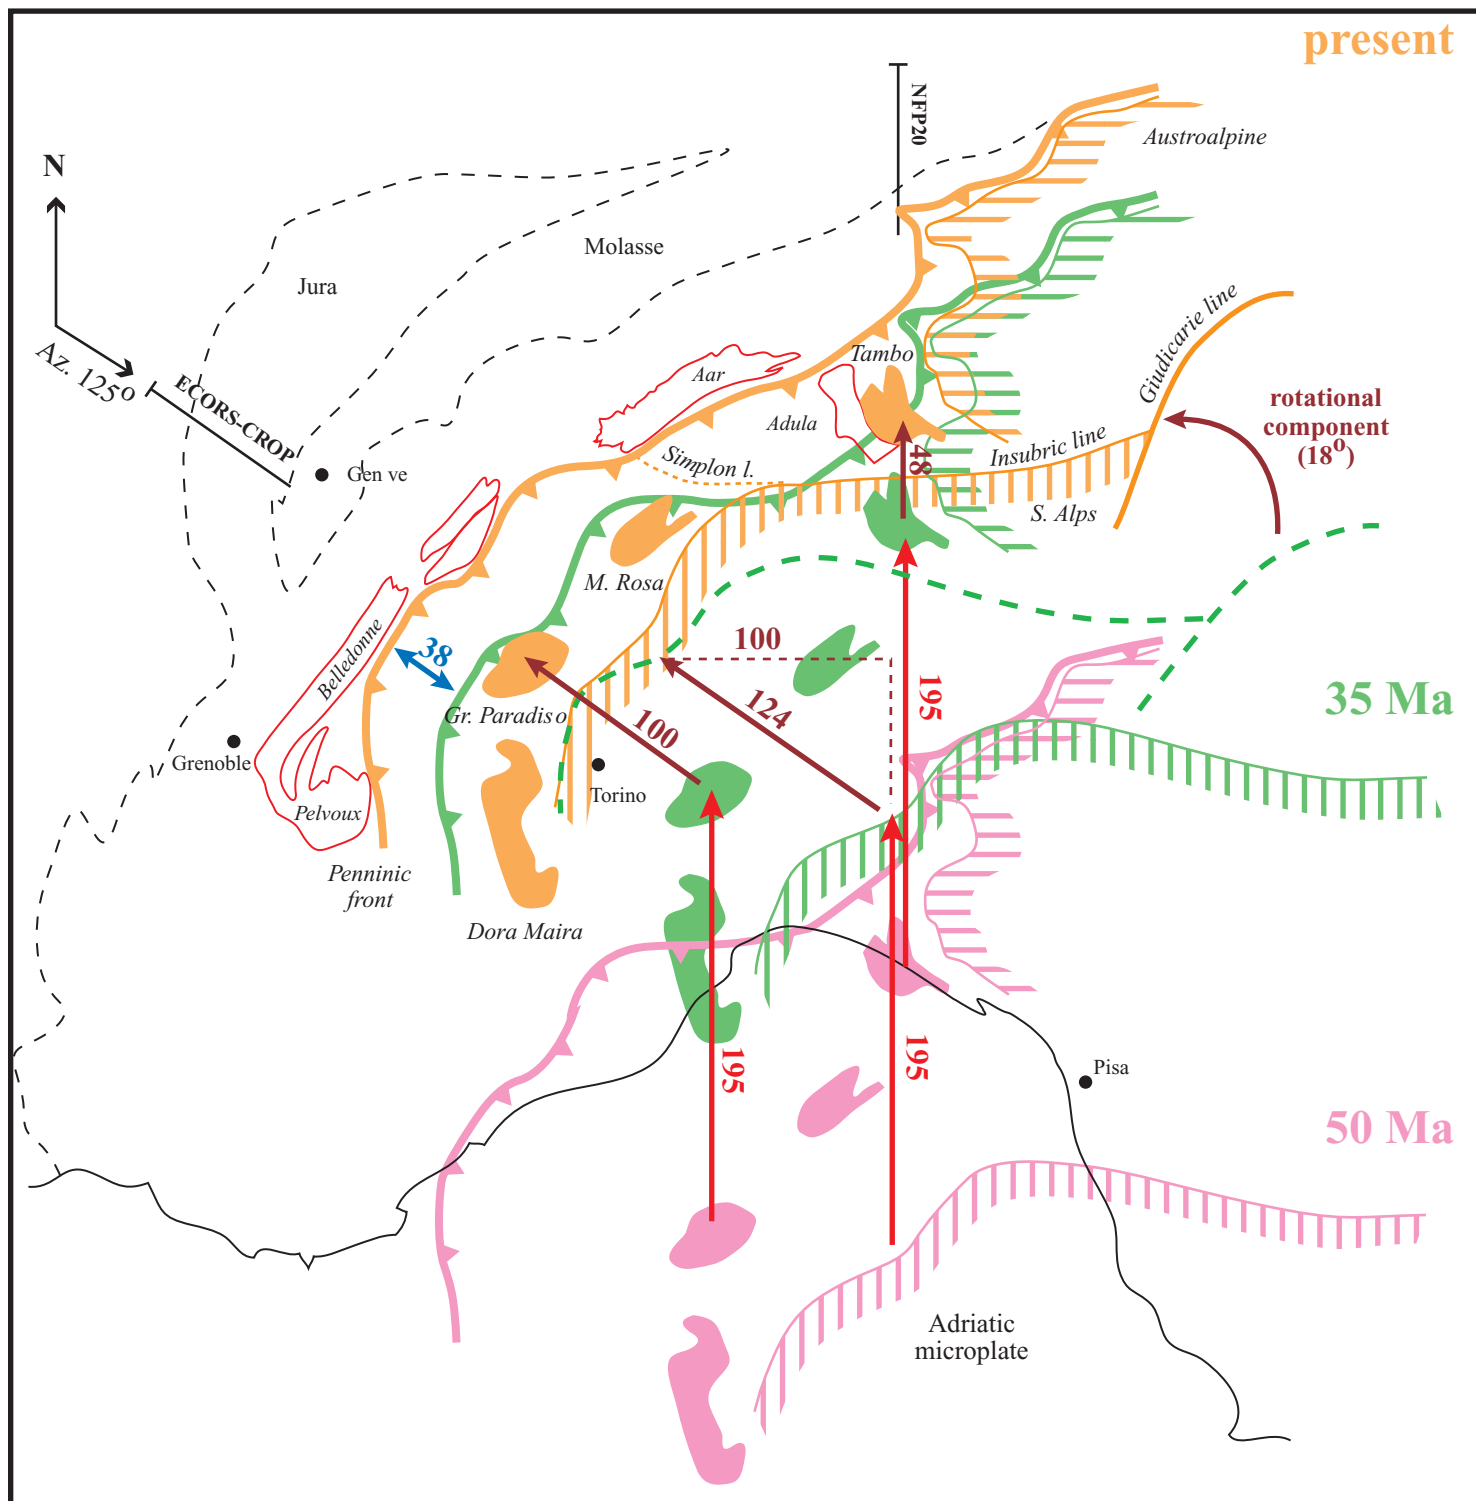 present
NFP20
Austroalpine
N
Molasse
Jura
Giudicarie line
Az. 125o
Tambo
Aar
ECORS-CROP
rotational
component
(18o)
Adula
Insubric line
48
Simplon l.
Gen ve
S. Alps
M. Rosa
Belledonne
38
100
195
35 Ma
124
Gr. Paradiso
100
Grenoble
Torino
Pelvoux
Penninic
front
Dora Maira
195
195
Pisa
50 Ma
Adriatic
microplate